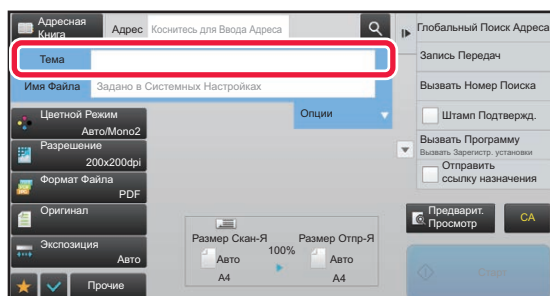 Адресная
Книга
Адрес
Коснитесь для Ввода Адреса
Тема
Имя Файла
Задано в Системных Настройках
Опции
Цветной Режим
Авто/Mono2
Разрешение
200x200dpi
Формат Файла
PDF
Оригинал
Экспозиция
Авто
Прочие
Размер Скан-Я
100%
Размер Отпр-Я
Авто
A4
Авто
A4
Глобальный Поиск Адреса
Запись Передач
Вызвать Номер Поиска
Штамп Подтвержд.
Вызвать Программу
Вызвать Зарегистр. установки
Отправить
ссылку назначения
Предварит.
Просмотр
CA
Старт